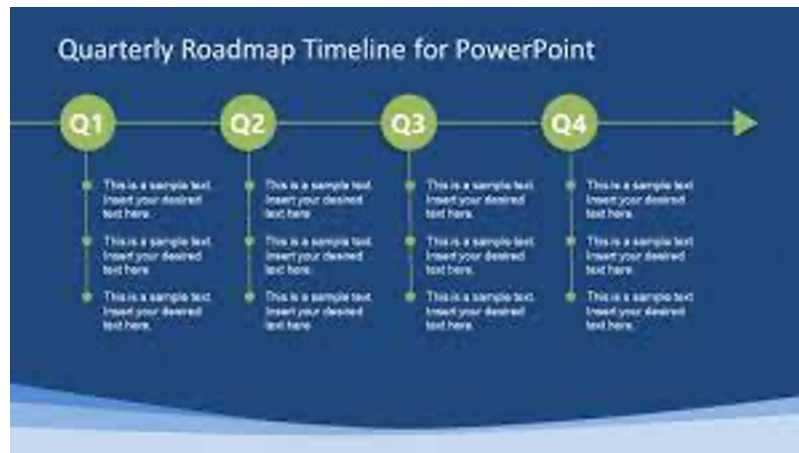 Quarterly Roadmap Timeline for PowerPoint
Q1
Q2
Q3
Q4
This is a sample text.
Insert your desired
text here.
This is a sample text.
Insert your desired
text here.
This is a sample text.
Insert your desired
text here.
This is a sample text.
Insert your desired
text here.
This is a sample text.
Insert your desired
text here.
This is a sample text.
Insert your desired
text here.
This is a sample text.
Insert your desired
text here.
This is a sample text.
Insert your desired
text here.
This is a sample text.
Insert your desired
text here.
This is a sample text.
Insert your desired
text here.
This is a sample text.
Insert your desired
text here.
This is a sample text.
Insert your desired
text here.